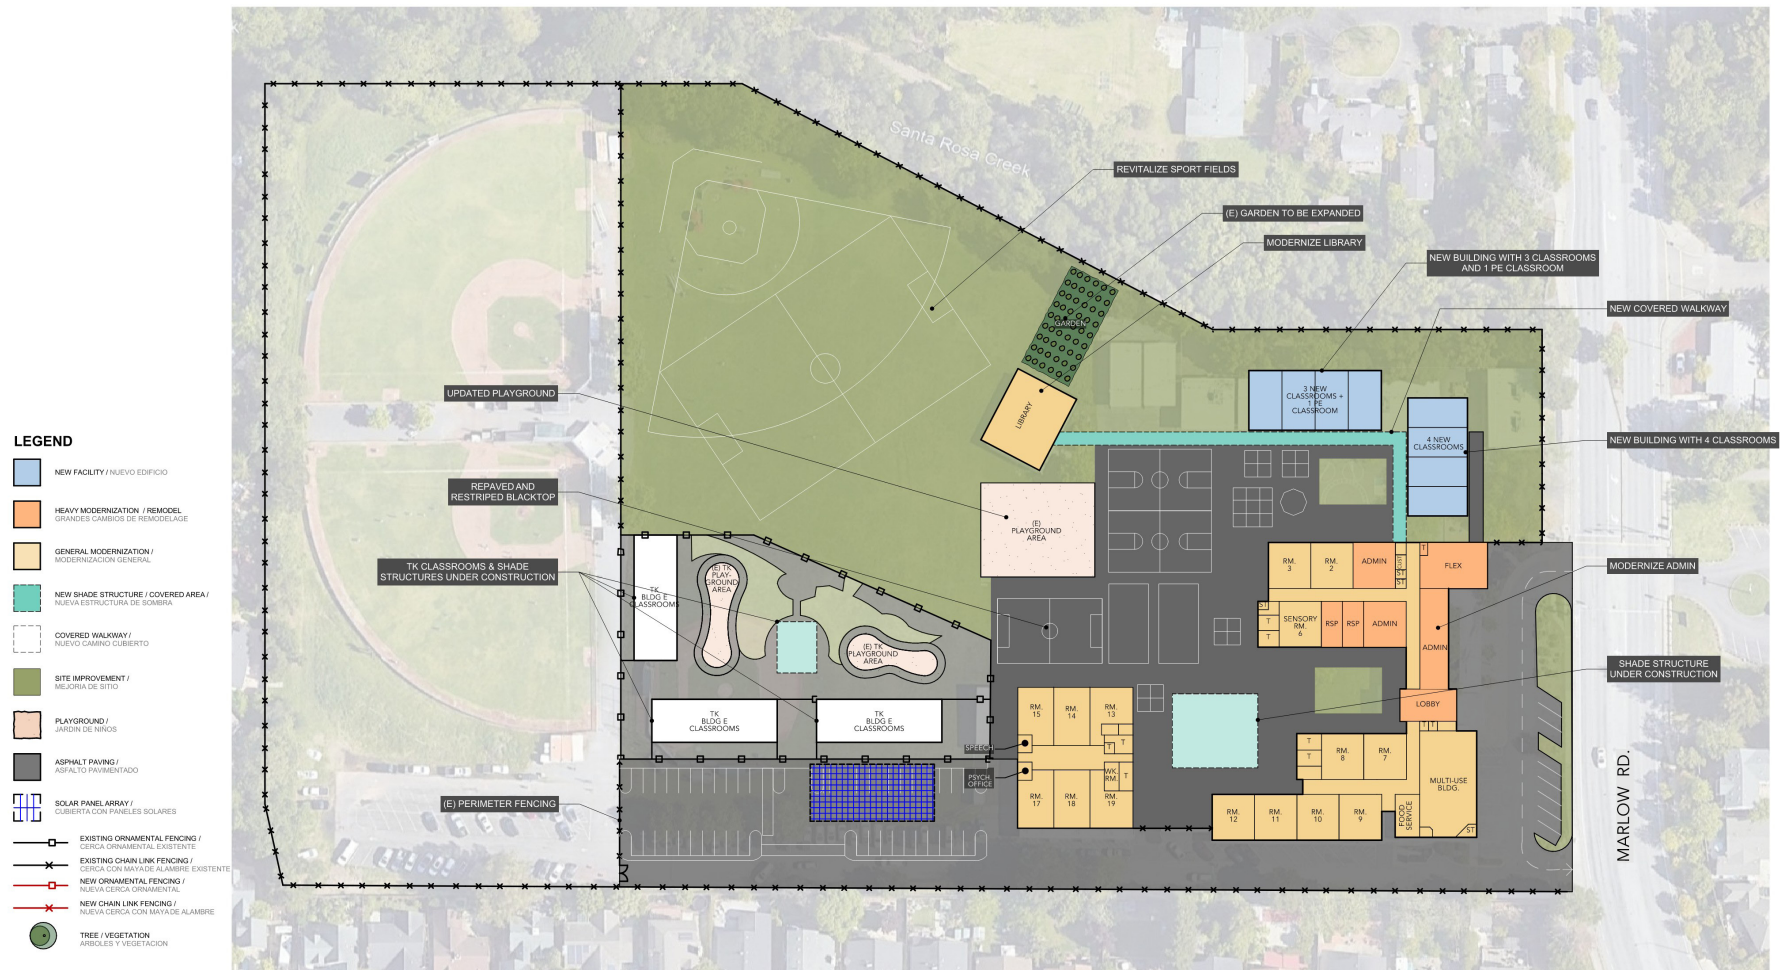 Santa Rosa Creek
REVITALIZE SPORT FIELDS
(E) GARDEN TO BE EXPANDED
MODERNIZE LIBRARY
NEW BUILDING WITH 3 CLASSROOMS
AND 1 PE CLASSROOM
NEW COVERED WALKWAY
GARDEN
UPDATED PLAYGROUND
LIBRARY
3 NEW
CLASSROOMS +
1 PE
CLASSROOM
4 NEW
CLASSROOMS
NEW BUILDING WITH 4 CLASSROOMS
REPAVED AND
RESTRIPED BLACKTOP
(E)
PLAYGROUND
AREA
TK CLASSROOMS & SHADE
STRUCTURES UNDER CONSTRUCTION
TK
BLDG E
CLASSROOMS
(E) TK
PLAY-
GROUND
AREA
(E) TK
PLAYGROUND
AREA
RM.
3
RM.
2
ADMIN
CUST
ST
ST
T
FLEX
MODERNIZE ADMIN
ST
T
T
SENSORY
RM.
6
RSP
RSP
ADMIN
ADMIN
SHADE STRUCTURE
UNDER CONSTRUCTION
LOBBY
T
T
TK
BLDG E
CLASSROOMS
TK
BLDG E
CLASSROOMS
RM.
15
RM.
14
RM.
13
T
T
SPEECH
PSYCH.
OFFICE
WK.
RM.
T
RM.
17
RM.
18
RM.
19
T
T
RM.
8
RM.
7
MULTI-USE
BLDG.
RM.
12
RM.
11
RM.
10
RM.
9
FOOD
SERVICE
ST
(E) PERIMETER FENCING
MARLOW RD.
LEGEND
NEW FACILITY / NUEVO EDIFICIO
HEAVY MODERNIZATION / REMODEL
GRANDES CAMBIOS DE REMODELAGE
GENERAL MODERNIZATION /
MODERNIZACION GENERAL
NEW SHADE STRUCTURE / COVERED AREA /
NUEVA ESTRUCTURA DE SOMBRA
COVERED WALKWAY /
NUEVO CAMINO CUBIERTO
SITE IMPROVEMENT /
MEJORIA DE SITIO
PLAYGROUND /
JARDIN DE NINOS
ASPHALT PAVING /
ASFALTO PAVIMENTADO
SOLAR PANEL ARRAY /
CUBIERTA CON PANELES SOLARES
EXISTING ORNAMENTAL FENCING /
CERCA ORNAMENTAL EXISTENTE
EXISTING CHAIN LINK FENCING /
CERCA CON MAYA DE ALAMBRE EXISTENTE
NEW ORNAMENTAL FENCING /
NUEVA CERCA ORNAMENTAL
NEW CHAIN LINK FENCING /
NUEVA CERCA CON MAYA DE ALAMBRE
TREE / VEGETATION
ARBOLES Y VEGETACION